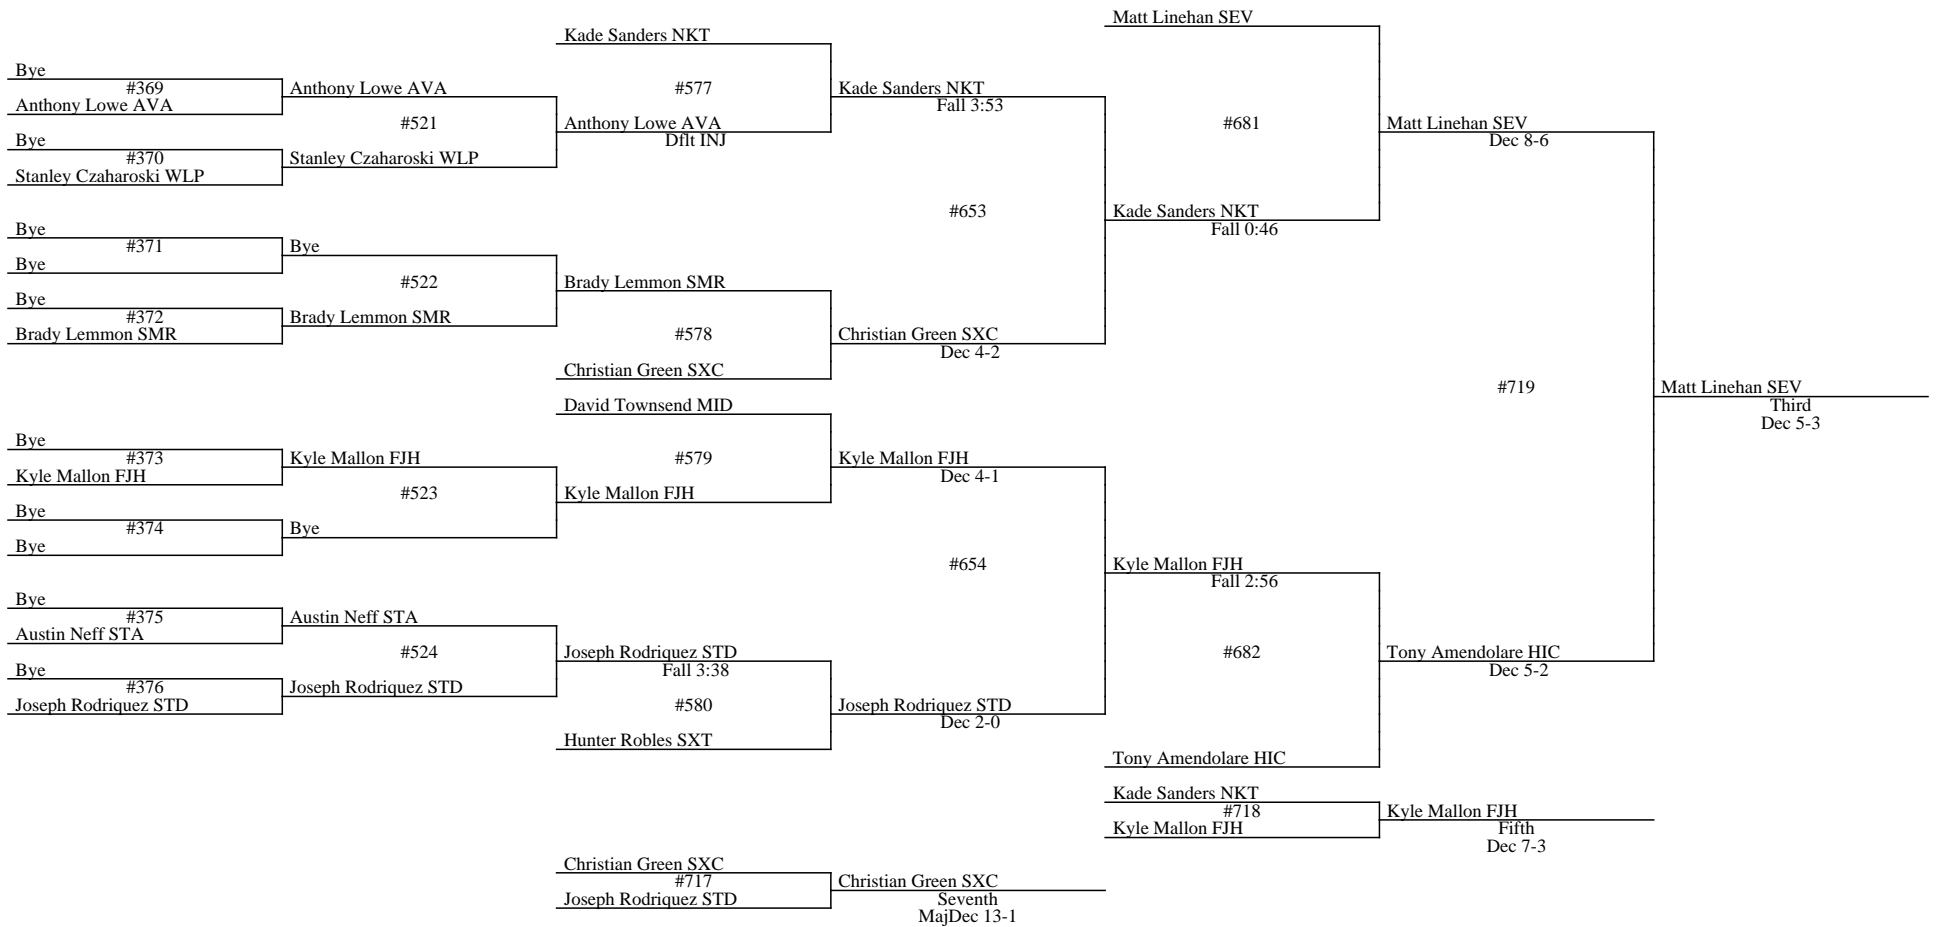 Matt Linehan SEV
Kade Sanders NKT
Bye
#369
Anthony Lowe AVA
#577
Kade Sanders NKT
Anthony Lowe AVA
Fall 3:53
#521
Anthony Lowe AVA
#681
Matt Linehan SEV
Bye
Dflt INJ
Dec 8-6
#370
Stanley Czaharoski WLP
Stanley Czaharoski WLP
#653
Kade Sanders NKT
Bye
Fall 0:46
#371
Bye
Bye
#522
Brady Lemmon SMR
Bye
#372
Brady Lemmon SMR
Brady Lemmon SMR
#578
Christian Green SXC
Dec 4-2
Christian Green SXC
#719
Matt Linehan SEV
David Townsend MID
Third
Dec 5-3
Bye
#373
Kyle Mallon FJH
#579
Kyle Mallon FJH
Kyle Mallon FJH
Dec 4-1
#523
Kyle Mallon FJH
Bye
#374
Bye
Bye
#654
Kyle Mallon FJH
Fall 2:56
Bye
#375
Austin Neff STA
Austin Neff STA
#524
Joseph Rodriquez STD
#682
Tony Amendolare HIC
Bye
Fall 3:38
Dec 5-2
#376
Joseph Rodriquez STD
Joseph Rodriquez STD
#580
Joseph Rodriquez STD
Dec 2-0
Hunter Robles SXT
Tony Amendolare HIC
Kade Sanders NKT
#718
Kyle Mallon FJH
Kyle Mallon FJH
Fifth
Dec 7-3
Christian Green SXC
#717
Christian Green SXC
Joseph Rodriquez STD
Seventh
MajDec 13-1